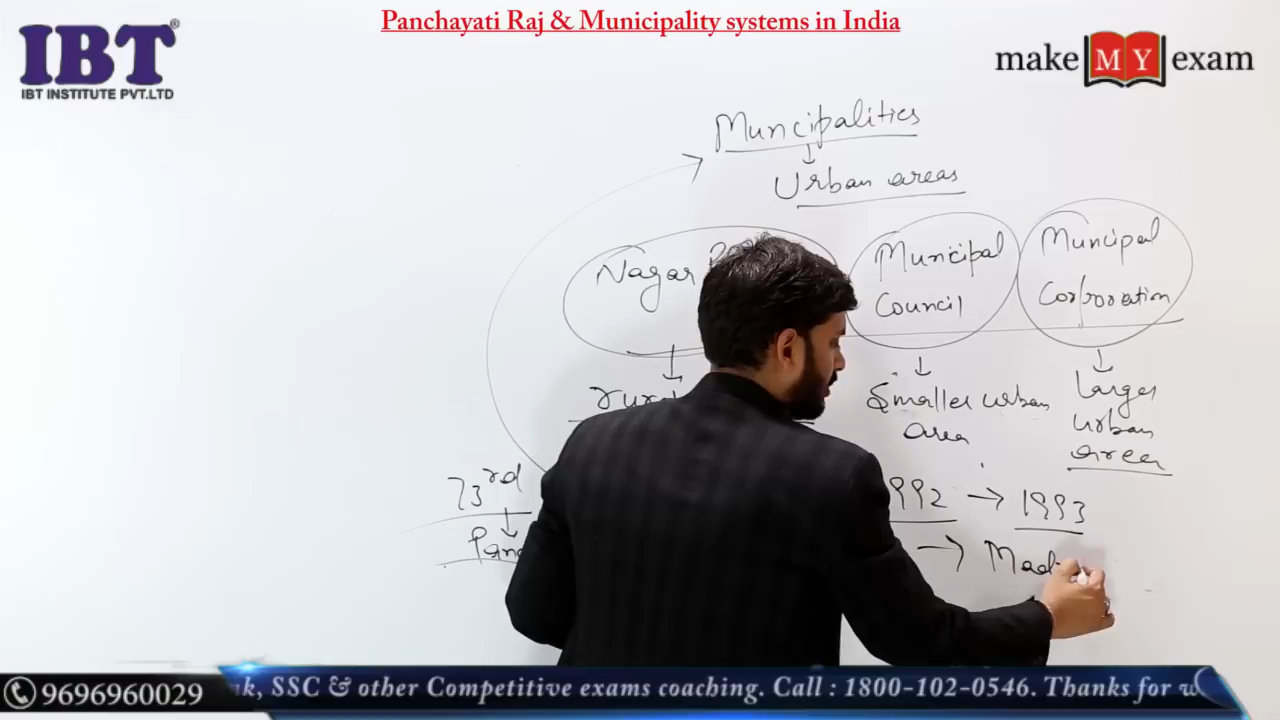 Panchayati Raj & Municipality systems in India
IBT®
IBT INSTITUTE PVT.LTD
make MY exam
Muncipalities
Urban areas
Nagar
Municipal
Council
Muncipal
Corporation
Smaller urban
area
Larger
urban
area
73rd
1993
9696960029
SSC & other Competitive exams coaching. Call : 1800-102-0546. Thanks for